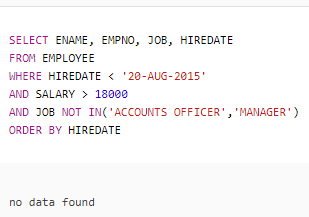 SELECT ENAME, EMPNO, JOB, HIREDATE
FROM EMPLOYEE
WHERE HIREDATE < '20-AUG-2015'
AND SALARY > 18000
AND JOB NOT IN('ACCOUNTS OFFICER','MANAGER')
ORDER BY HIREDATE
no data found